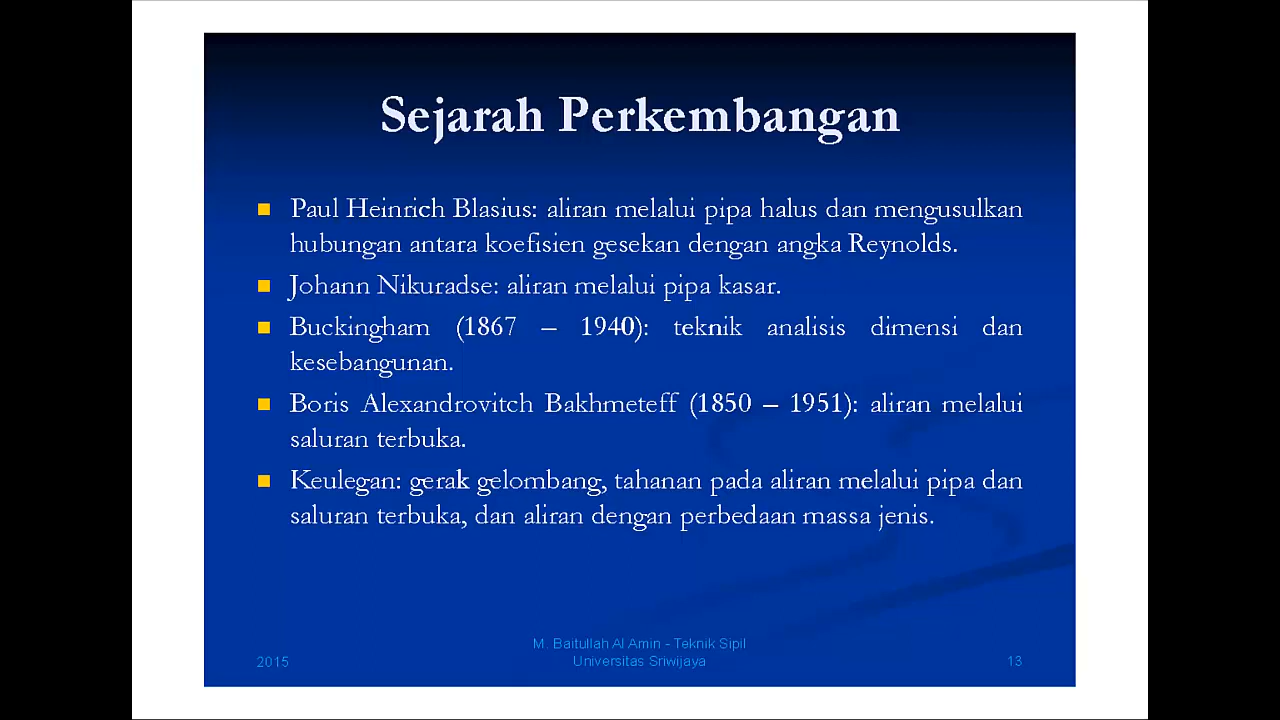 Sejarah Perkembangan
Paul Heinrich Blasius: aliran melalui pipa halus dan mengusulkan
hubungan antara koefisien gesekan dengan angka Reynolds.
Johann Nikuradse: aliran melalui pipa kasar.
Buckingham (1867 – 1940): teknik analisis dimensi dan
kesebangunan.
Boris Alexandrovitch Bakhmeteff (1850 – 1951): aliran melalui
saluran terbuka.
Keulegan: gerak gelombang, tahanan pada aliran melalui pipa dan
saluran terbuka, dan aliran dengan perbedaan massa jenis.
2015
M. Baitullah Al Amin - Teknik Sipil
Universitas Sriwijaya
13